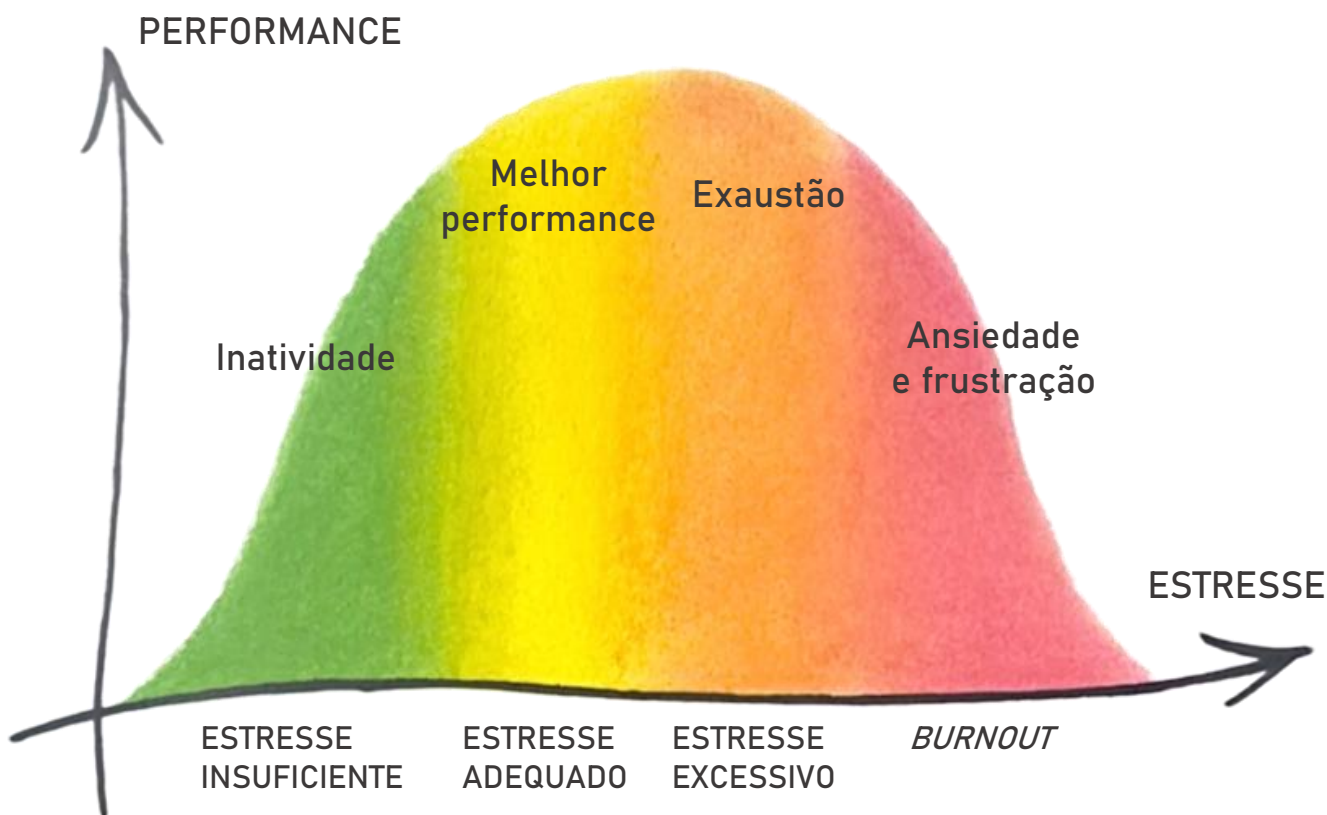 PERFORMANCE
Melhor
performance
Exaustão
Inatividade
Ansiedade
e frustração
ESTRESSE
ESTRESSE
INSUFICIENTE
ESTRESSE
ADEQUADO
ESTRESSE
EXCESSIVO
BURNOUT